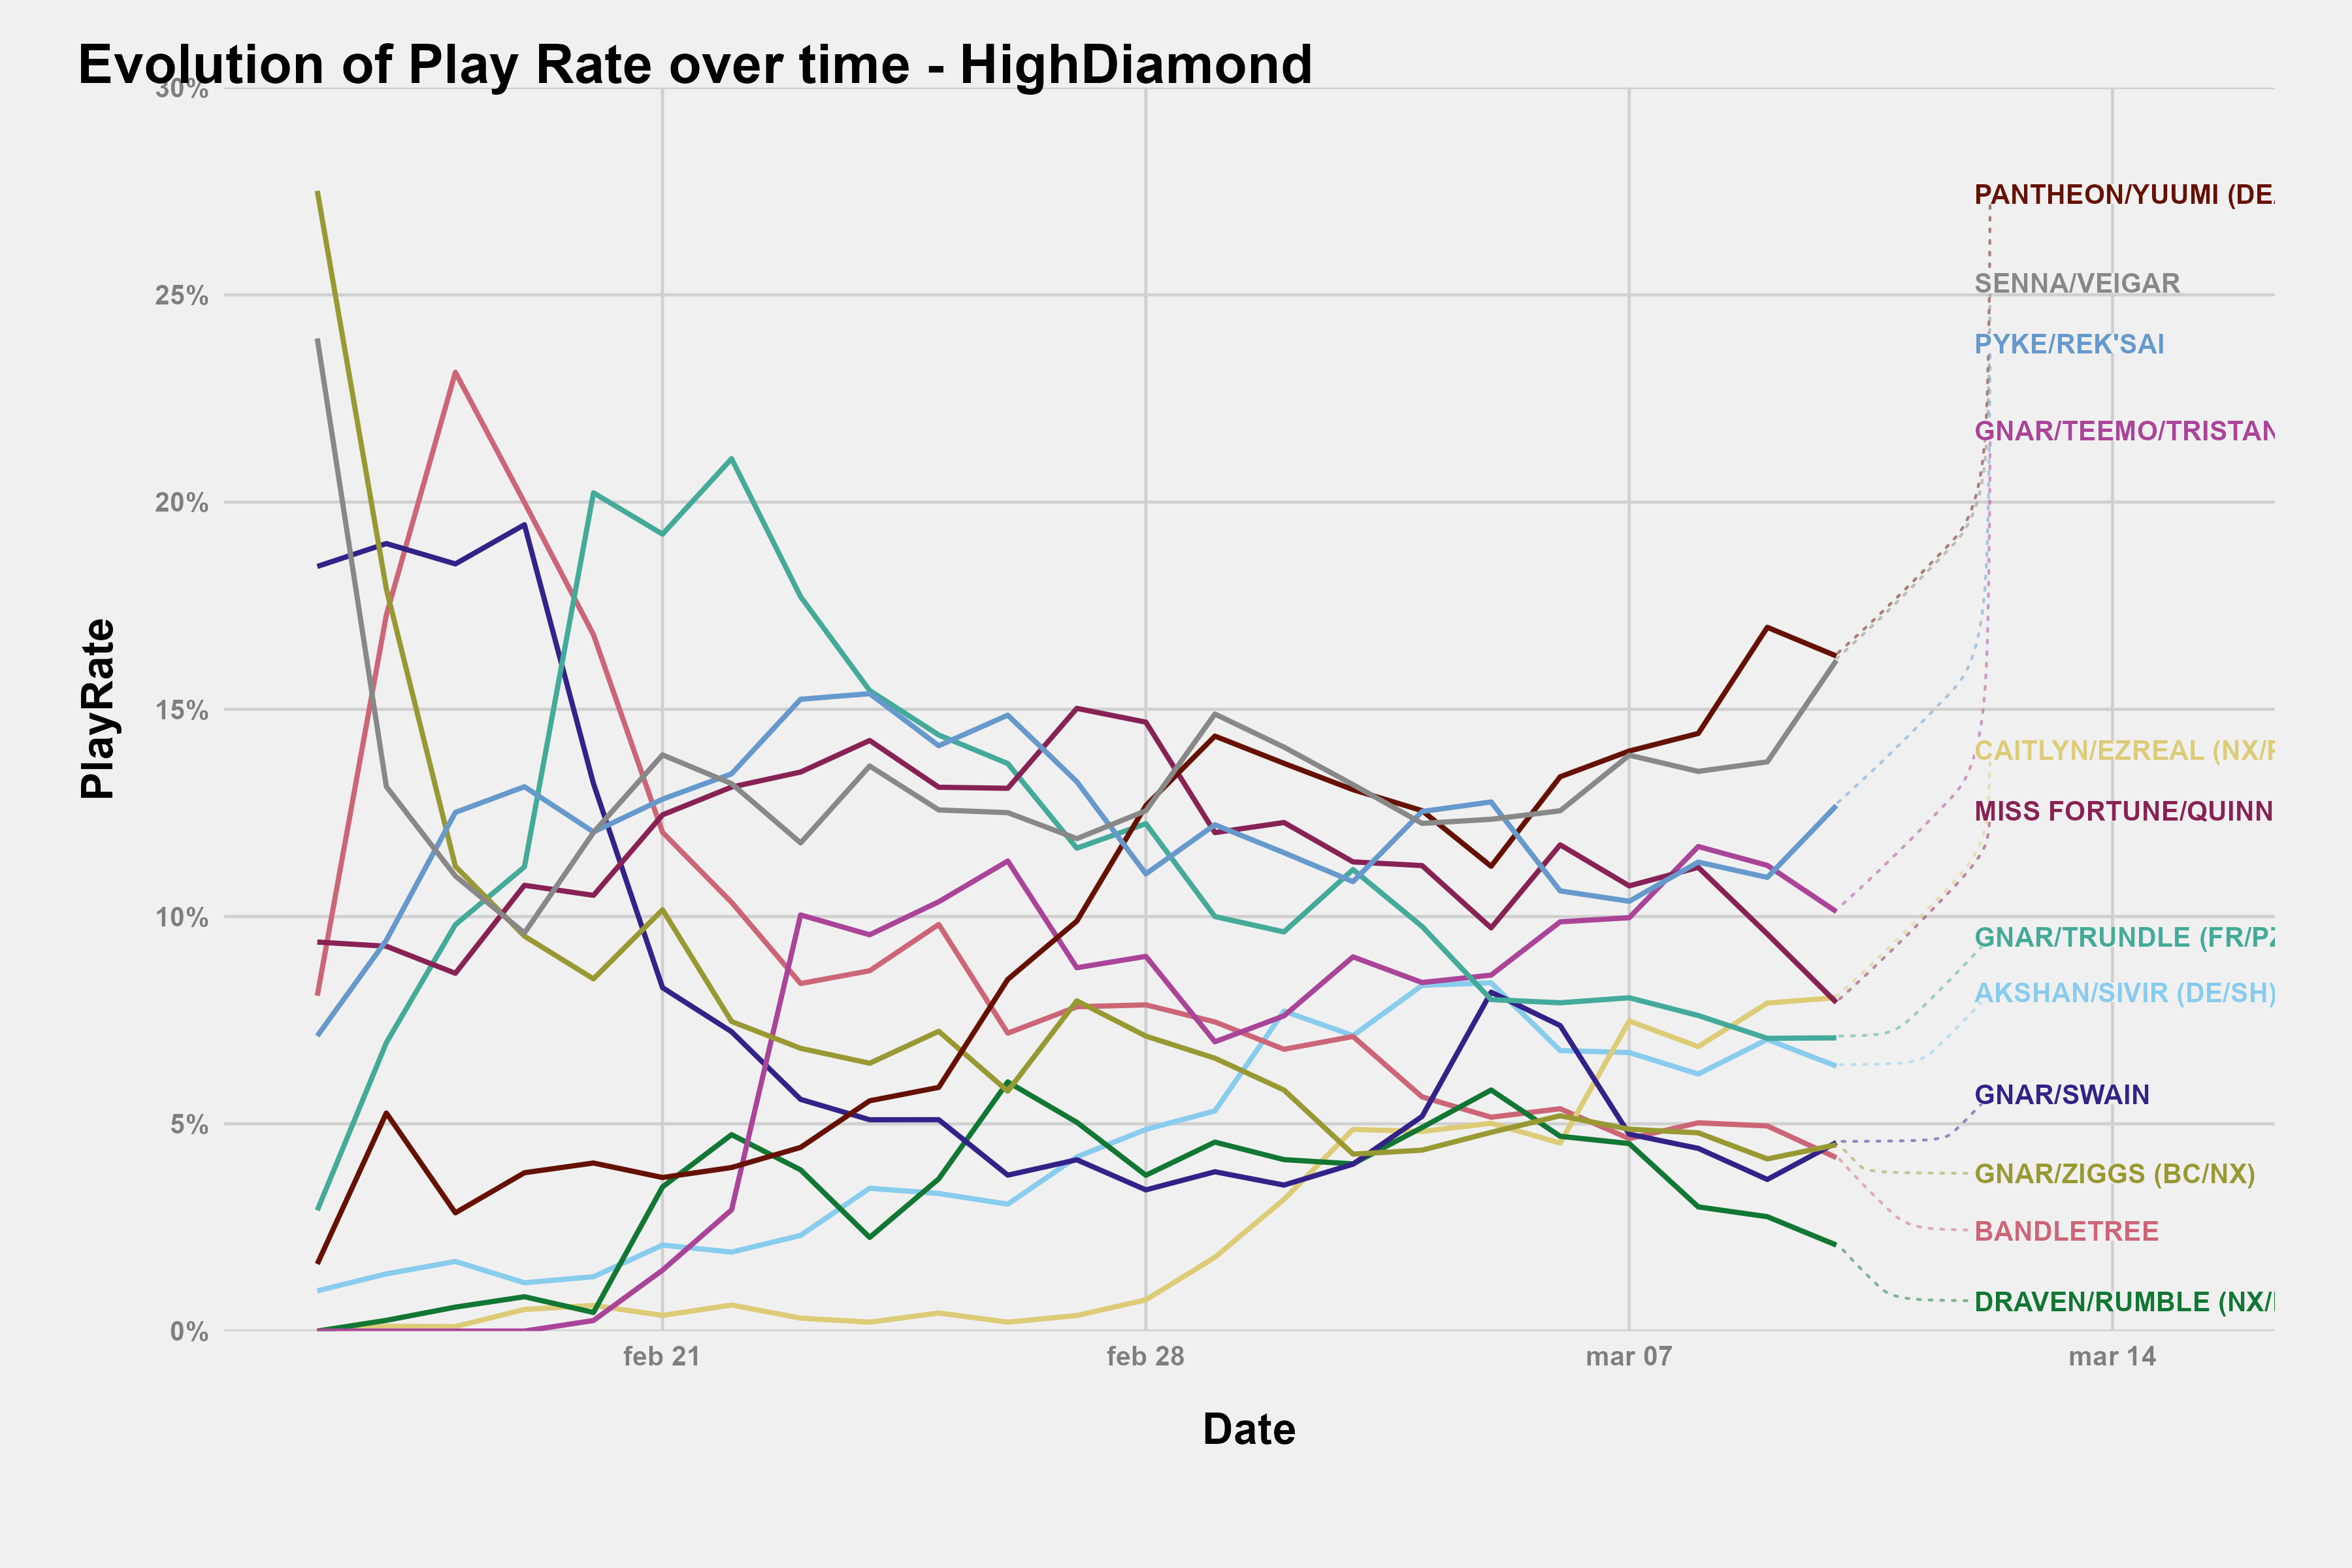 Evolution of Play Rate over time - HighDiamond
30%
25%
20%
15%
10%
5%
0%
PlayRate
feb 21
feb 28
mar 07
mar 14
Date
PANTHEON/YUUMI (DE/
SENNA/VEIGAR
PYKE/REK'SAI
GNAR/TEEMO/TRISTAN
CAITLYN/EZREAL (NX/P
MISS FORTUNE/QUINN
GNAR/TRUNDLE (FR/PZ
AKSHAN/SIVIR (DE/SH)
GNAR/SWAIN
GNAR/ZIGGS (BC/NX)
BANDLETREE
DRAVEN/RUMBLE (NX/